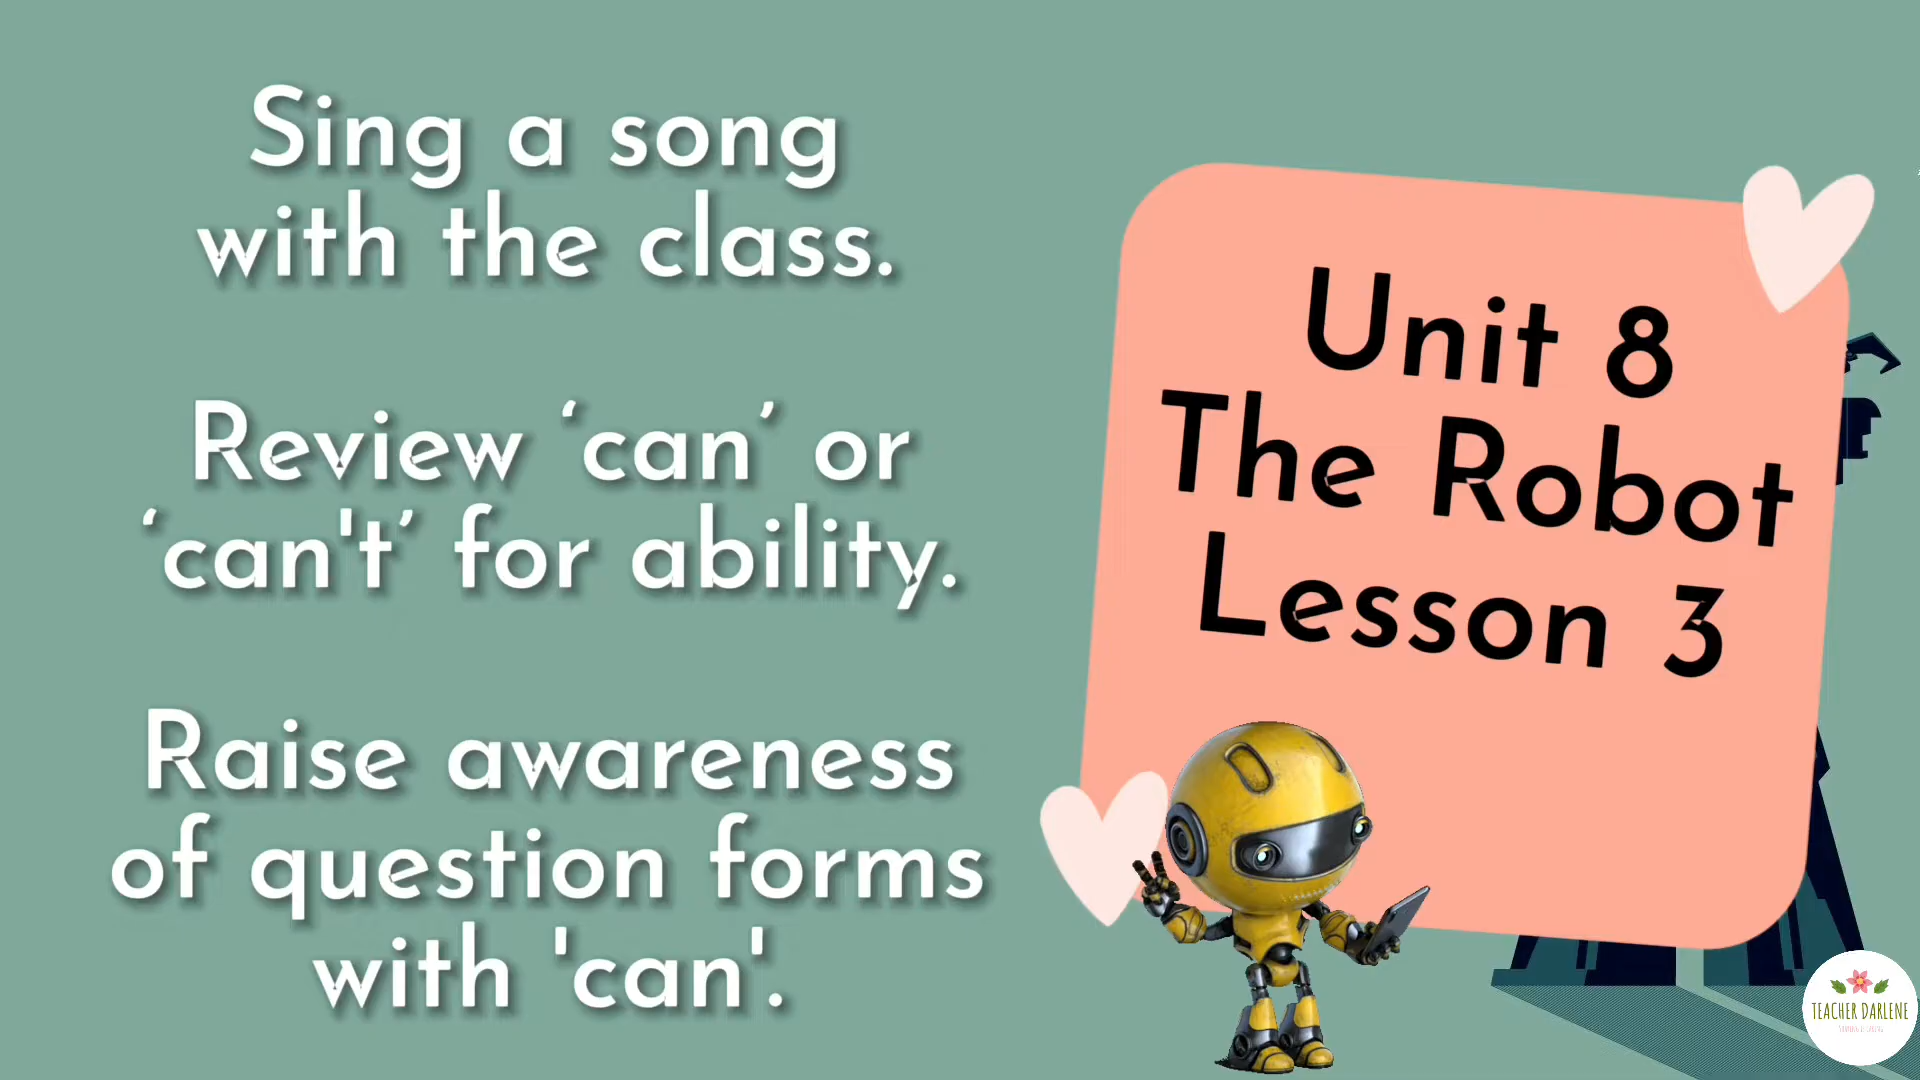 Sing a song
with the class.
Review ‘can’ or
‘can't’ for ability.
Raise awareness
of question forms
with 'can'.
Unit 8
The Robot
Lesson 3
TEACHER DARLENE